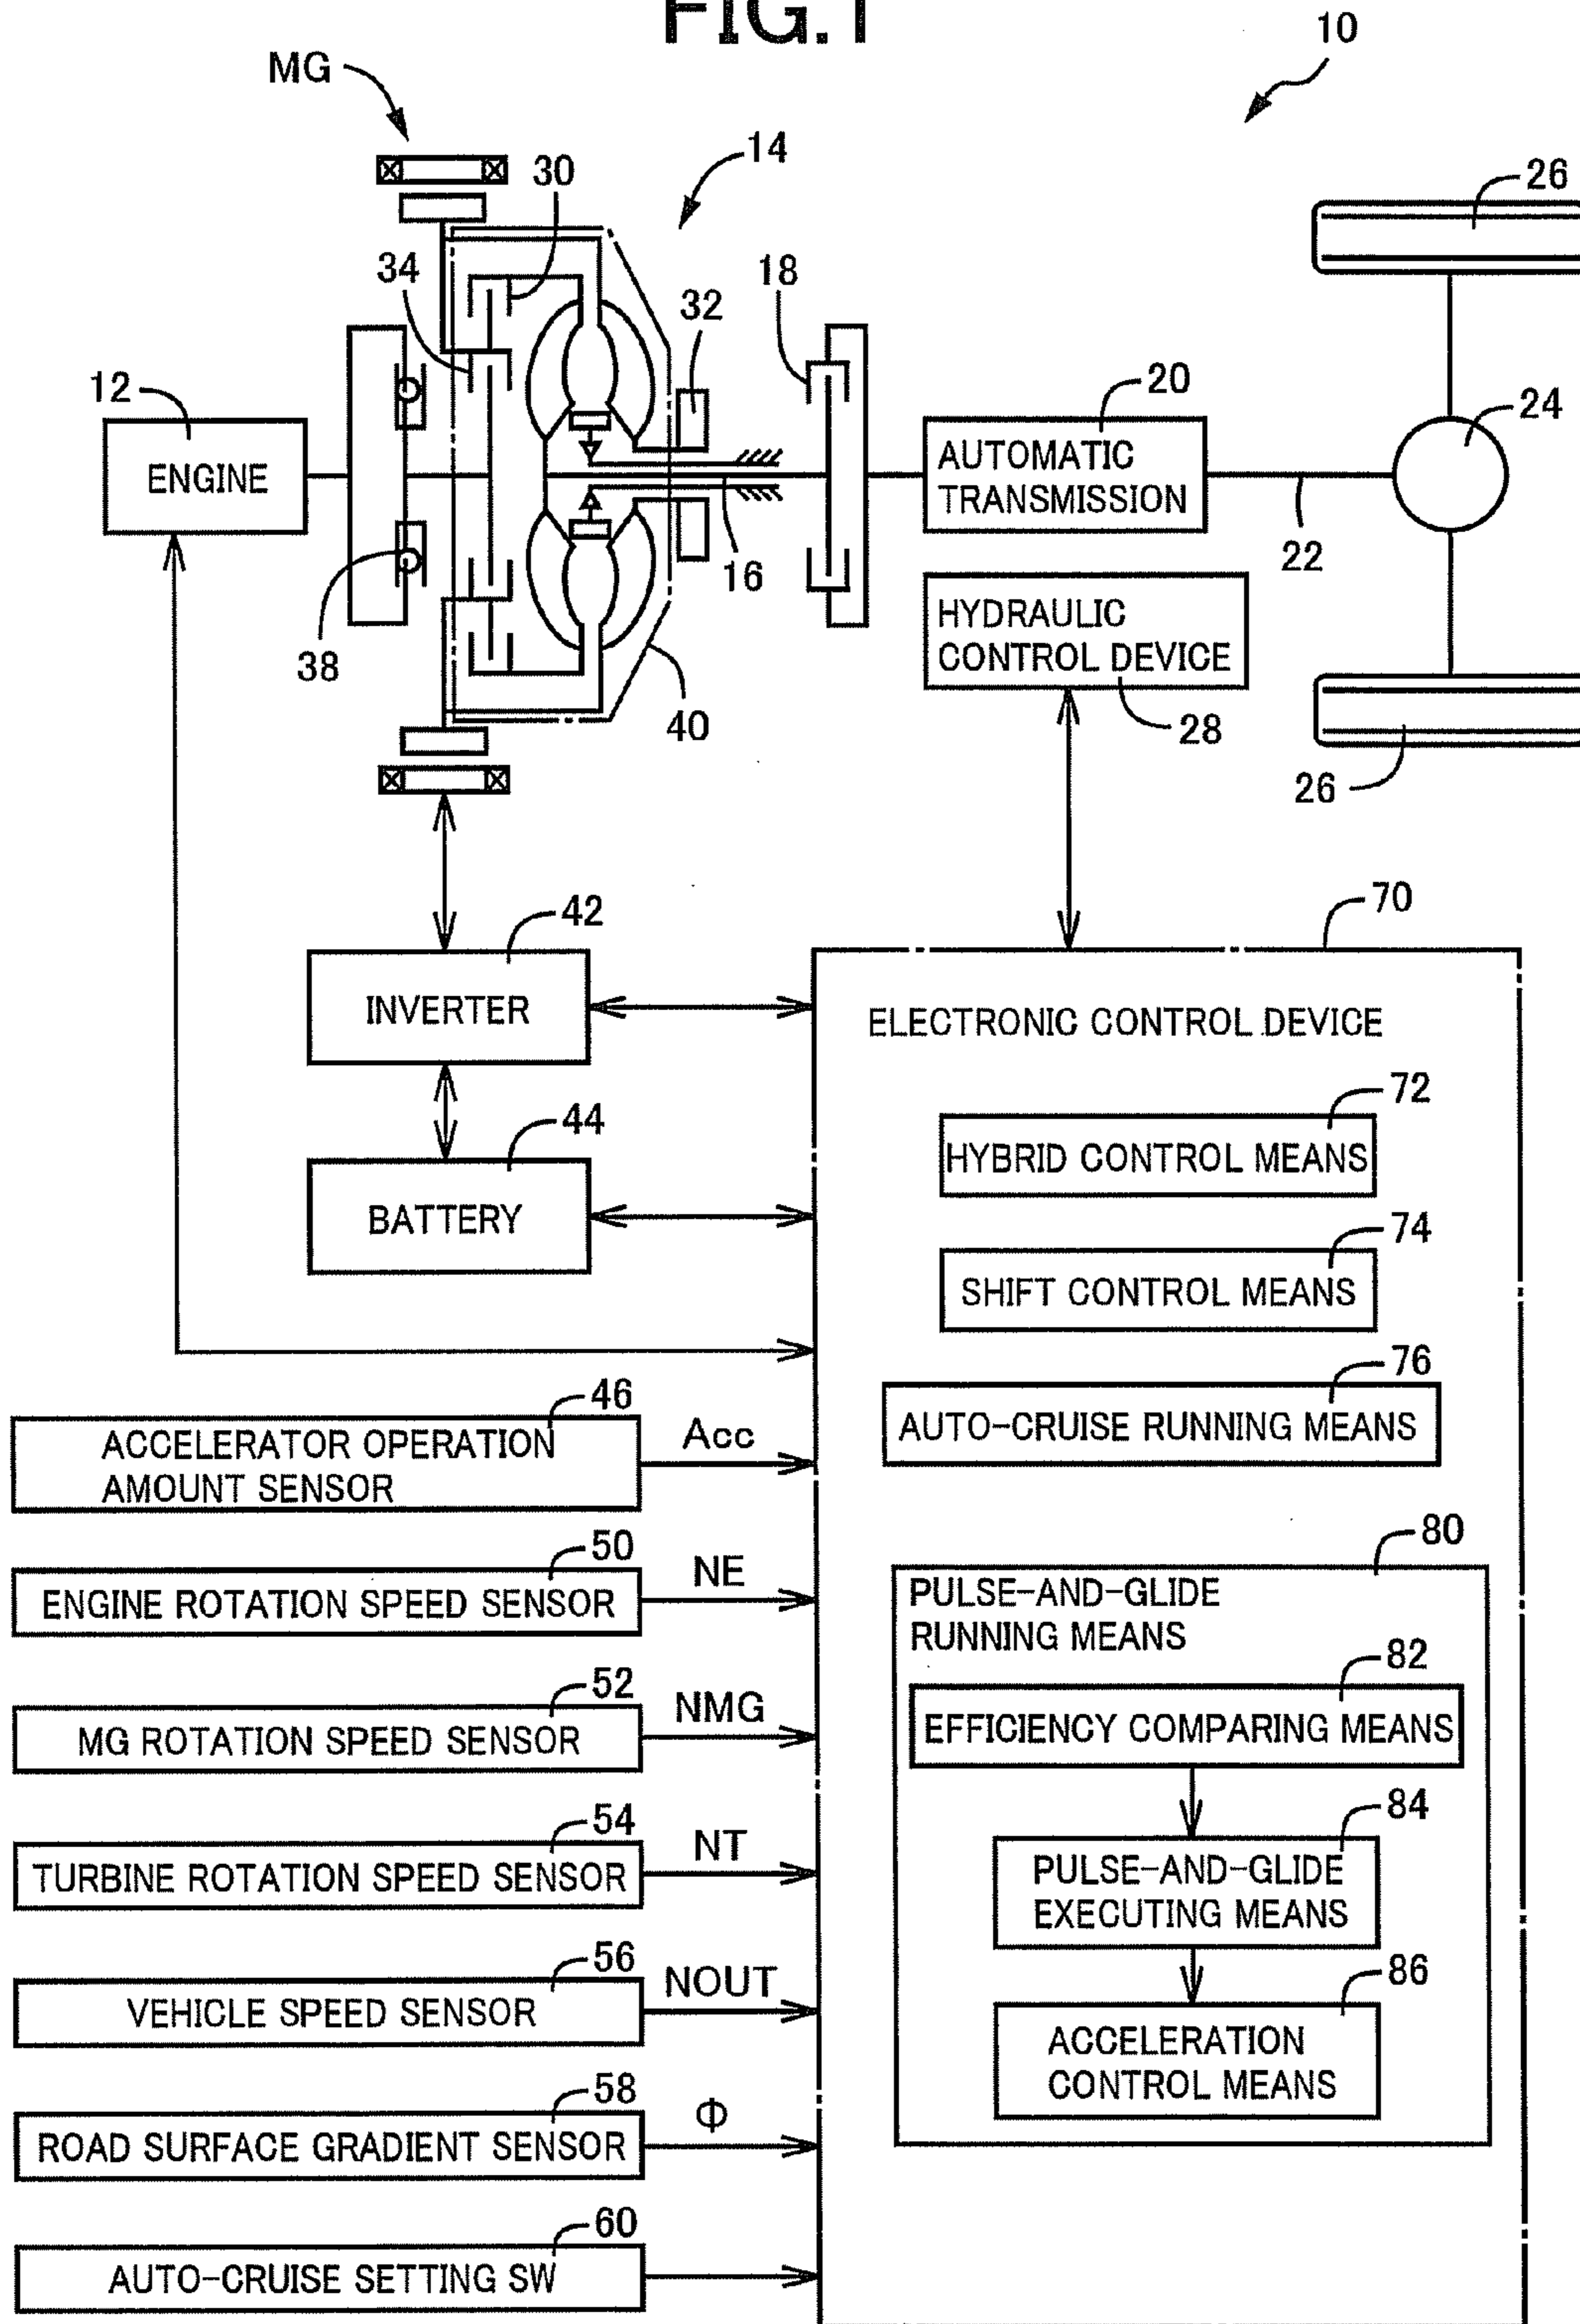 FIG.1
10
MG
14
30
26
34
18
32
12
20
24
ENGINE
AUTOMATIC
TRANSMISSION
16
22
HYDRAULIC
CONTROL DEVICE
38
40
28
26
42
70
INVERTER
ELECTRONIC CONTROL DEVICE
72
44
HYBRID CONTROL MEANS
BATTERY
74
SHIFT CONTROL MEANS
76
46
ACCELERATOR OPERATION
AMOUNT SENSOR
Acc
AUTO-CRUISE RUNNING MEANS
50
80
ENGINE ROTATION SPEED SENSOR
NE
PULSE-AND-GLIDE
RUNNING MEANS
52
82
MG ROTATION SPEED SENSOR
NMG
EFFICIENCY COMPARING MEANS
54
84
TURBINE ROTATION SPEED SENSOR
NT
PULSE-AND-GLIDE
EXECUTING MEANS
56
86
VEHICLE SPEED SENSOR
NOUT
ACCELERATION
CONTROL MEANS
58
ROAD SURFACE GRADIENT SENSOR
Φ
60
AUTO-CRUISE SETTING SW